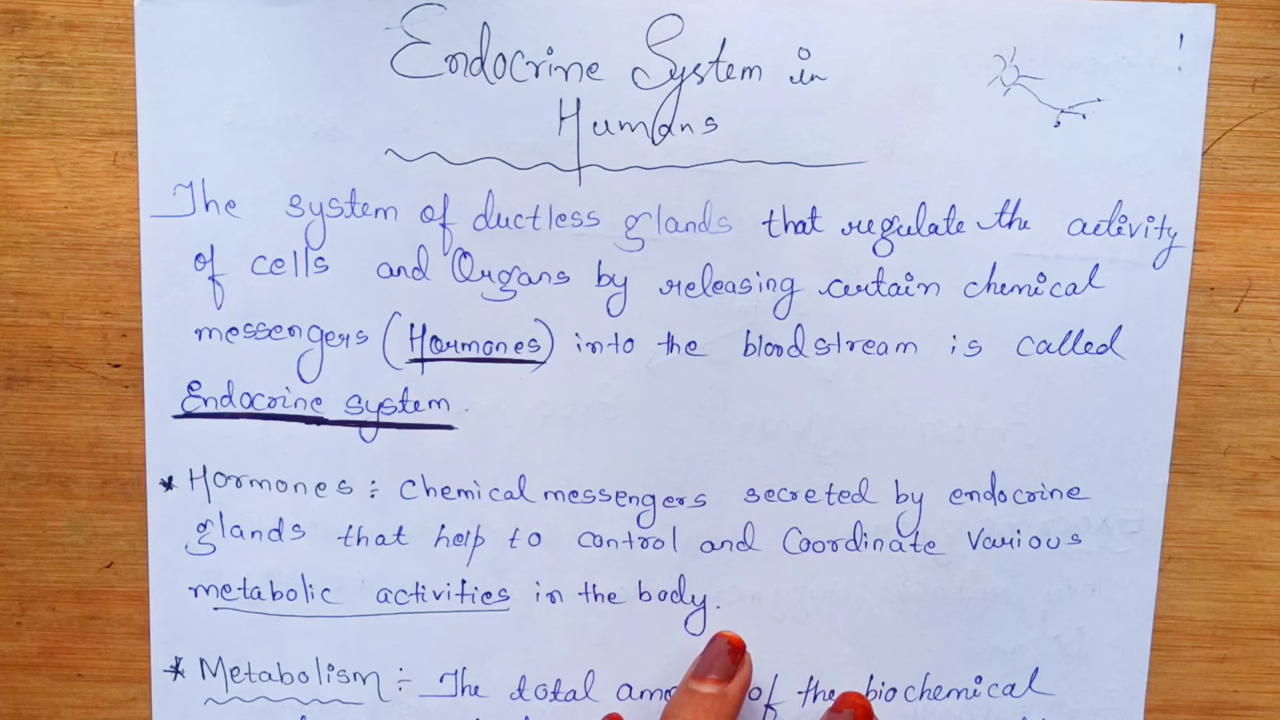 Endocrine System in
Humans
The system of ductless glands that regulate the activity
of cells and Organs by releasing certain chemical
messengers (Hormones) into the bloodstream is called
Endocrine system.
* Hormones : Chemical messengers secreted by endocrine
glands that help to control and Coordinate Various
metabolic activities in the body.
* Metabolism :- The total of the biochemical